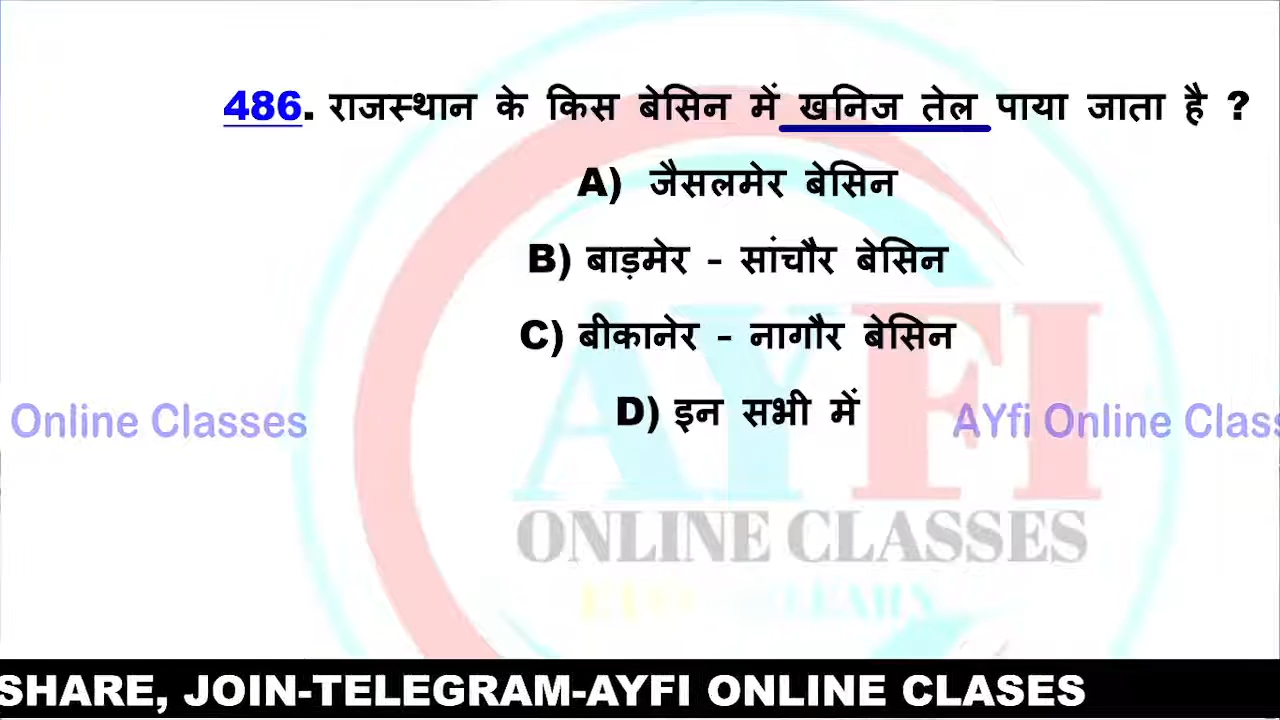 486. राजस्थान के किस बेसिन में खनिज तेल पाया जाता है ?
A) जैसलमेर बेसिन
B) बाड़मेर - सांचौर बेसिन
C) बीकानेर - नागौर बेसिन
D) इन सभी में
Online Classes
AYfi Online Class
AYFI
ONLINE CLASSES
SHARE, JOIN-TELEGRAM-AYFI ONLINE CLASES